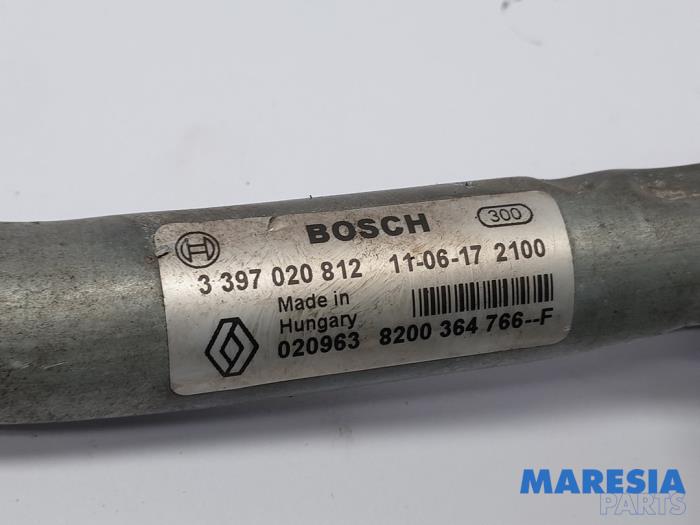 BOSCH
300
3 397 020 812 11-06-17 2100
Made in
Hungary
020963 8200 364 766--F
MARESIA
PARTS